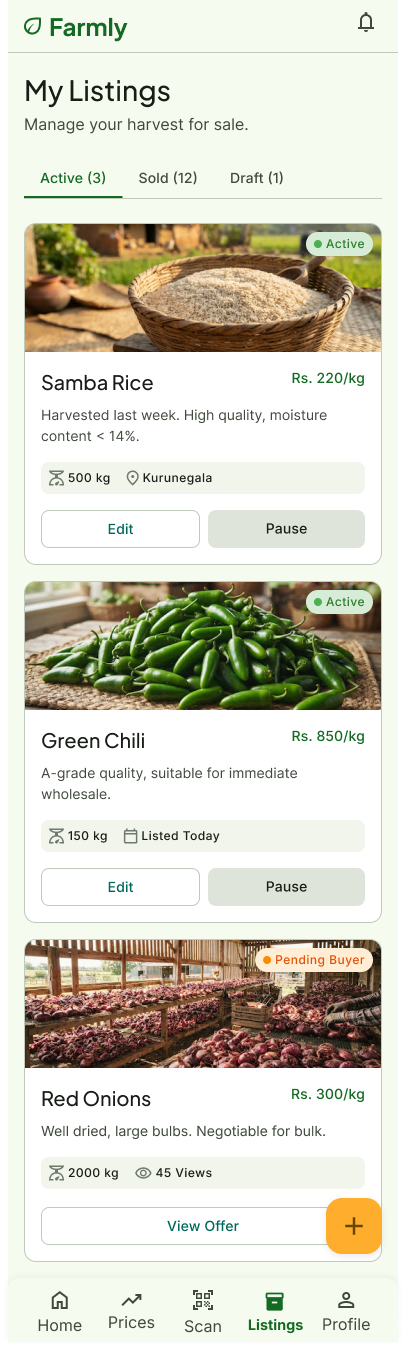 Farmly
My Listings
Manage your harvest for sale.
Active (3) Sold (12) Draft (1)
Active
Samba Rice Rs. 220/kg
Harvested last week. High quality, moisture
content < 14%.
500 kg Kurunegala
Edit Pause
Active
Green Chili Rs. 850/kg
A-grade quality, suitable for immediate
wholesale.
150 kg Listed Today
Edit Pause
Pending Buyer
Red Onions Rs. 300/kg
Well dried, large bulbs. Negotiable for bulk.
2000 kg 45 Views
View Offer
Home Prices Scan Listings Profile